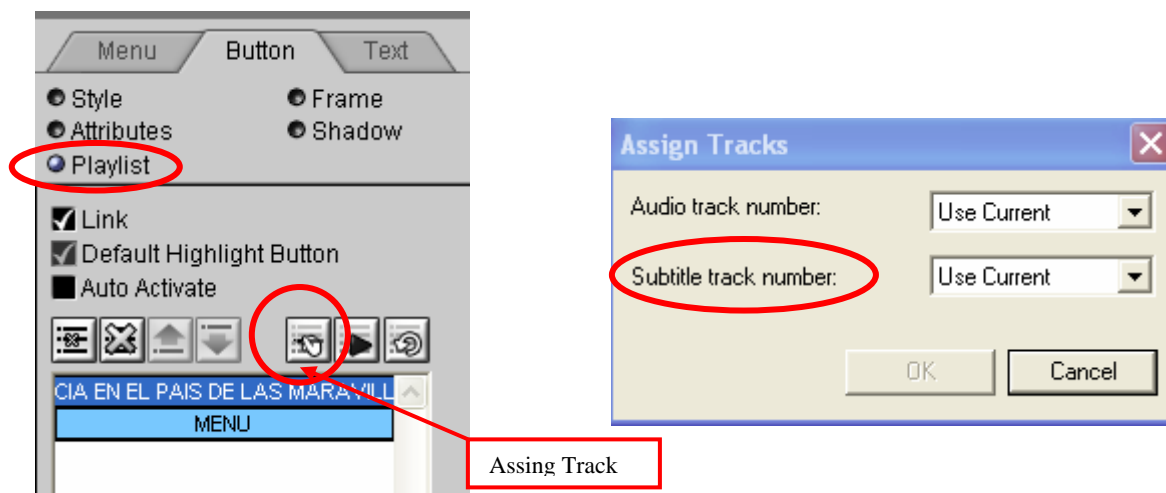 Menu Button Text
Style Frame
Attributes Shadow
Playlist
Link
Default Highlight Button
Auto Activate
CIA EN EL PAIS DE LAS MARAVILL
MENU
Assing Track
Assign Tracks
Audio track number: Use Current
Subtitle track number: Use Current
OK Cancel